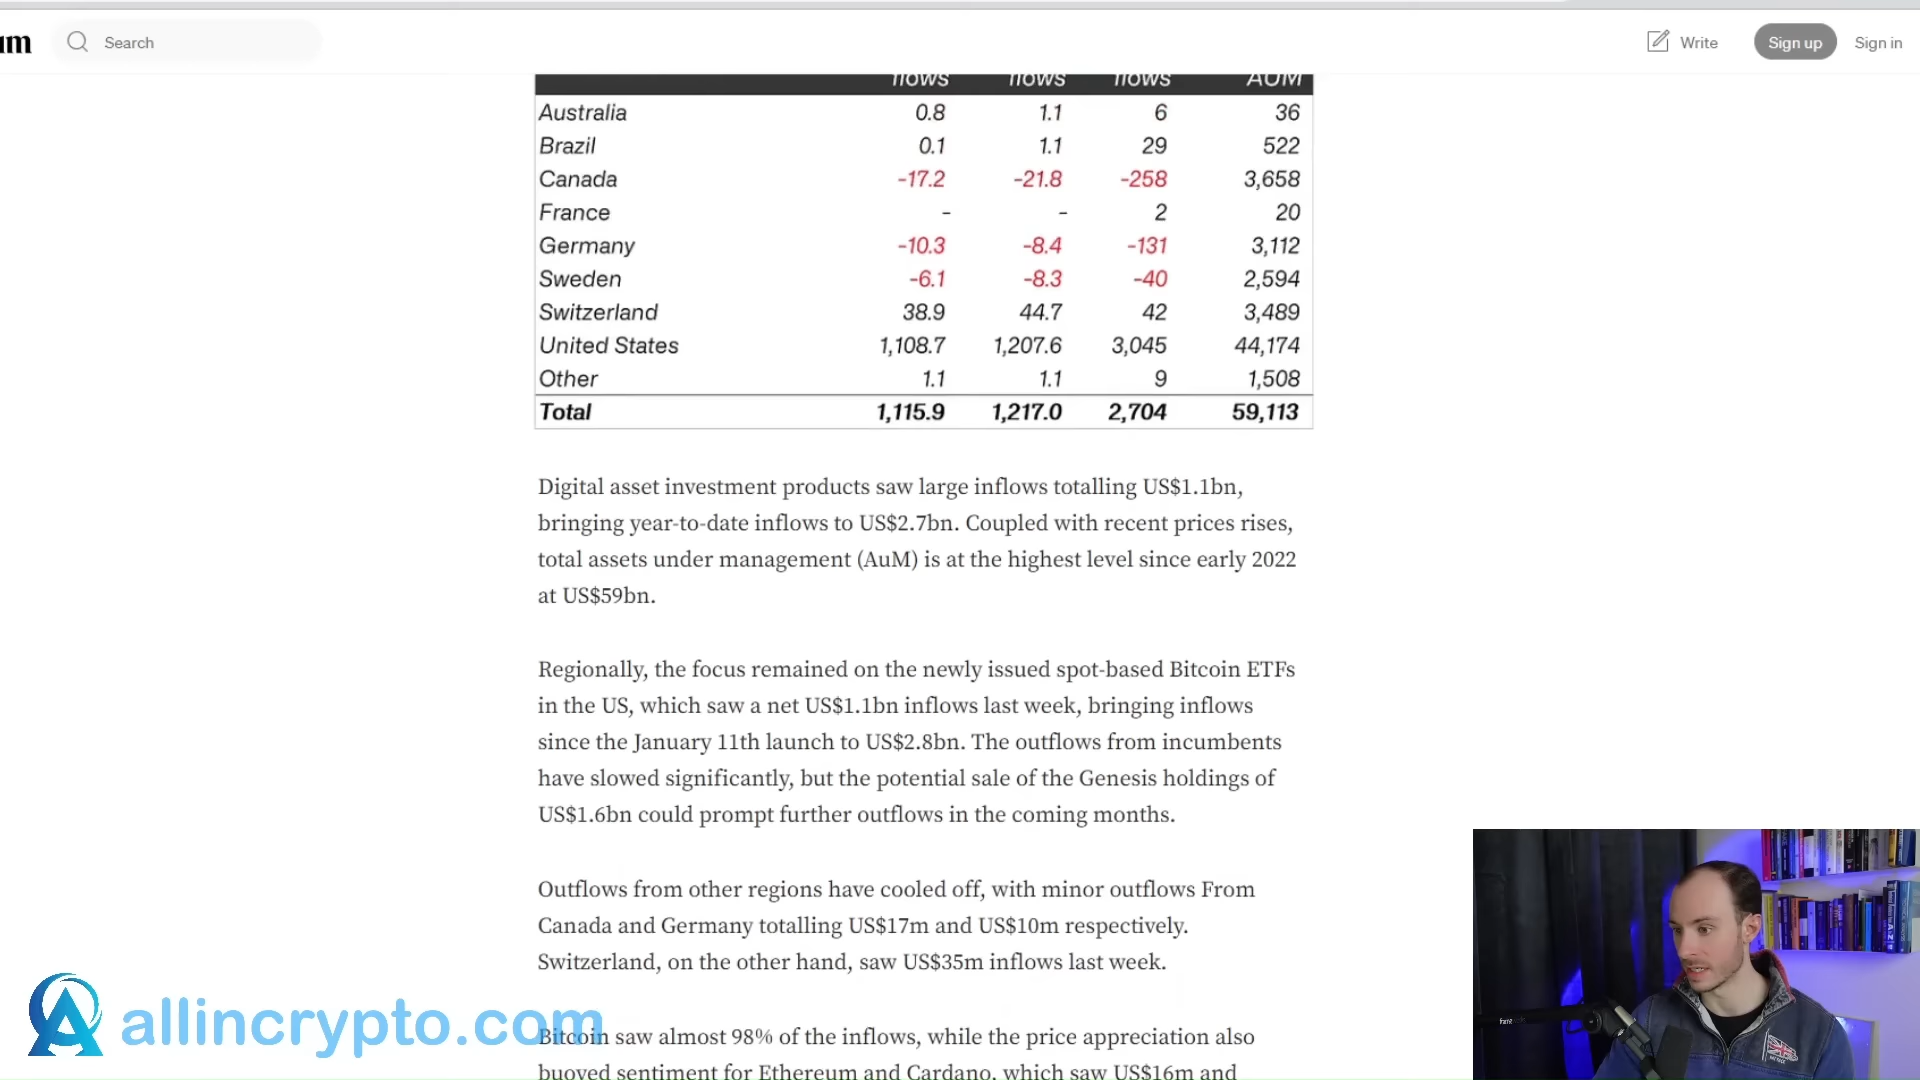 um Search Write Sign up Sign in
flows flows flows AUM
Australia 0.8 1.1 6 36
Brazil 0.1 1.1 29 522
Canada -17.2 -21.8 -258 3,658
France - - 2 20
Germany -10.3 -8.4 -131 3,112
Sweden -6.1 -8.3 -40 2,594
Switzerland 38.9 44.7 42 3,489
United States 1,108.7 1,207.6 3,045 44,174
Other 1.1 1.1 9 1,508
Total 1,115.9 1,217.0 2,704 59,113
Digital asset investment products saw large inflows totalling US$1.1bn,
bringing year-to-date inflows to US$2.7bn. Coupled with recent prices rises,
total assets under management (AuM) is at the highest level since early 2022
at US$59bn.
Regionally, the focus remained on the newly issued spot-based Bitcoin ETFs
in the US, which saw a net US$1.1bn inflows last week, bringing inflows
since the January 11th launch to US$2.8bn. The outflows from incumbents
have slowed significantly, but the potential sale of the Genesis holdings of
US$1.6bn could prompt further outflows in the coming months.
Outflows from other regions have cooled off, with minor outflows From
Canada and Germany totalling US$17m and US$10m respectively.
Switzerland, on the other hand, saw US$35m inflows last week.
Bitcoin saw almost 98% of the inflows, while the price appreciation also
buoyed sentiment for Ethereum and Cardano, which saw US$16m and
allincrypto.com